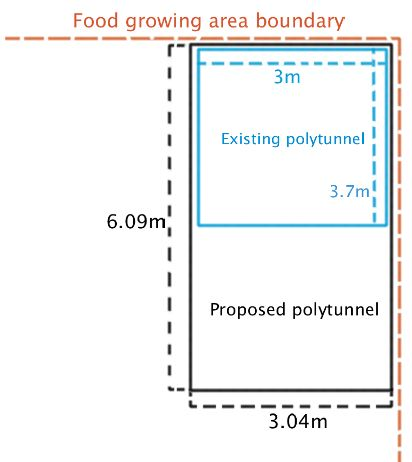 Food growing area boundary
3m
Existing polytunnel
3.7m
6.09m
Proposed polytunnel
3.04m